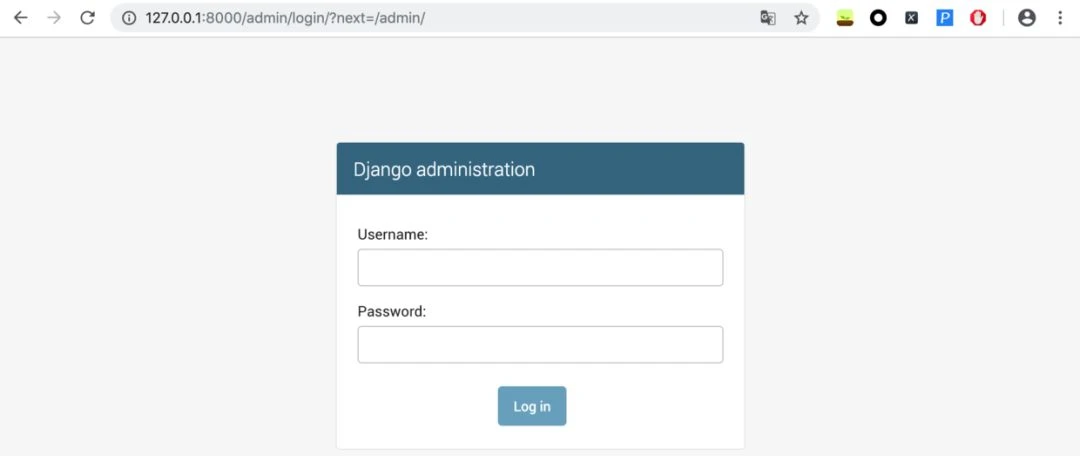 127.0.0.1:8000/admin/login/?next=/admin/
Django administration
Username:
Password:
Log in